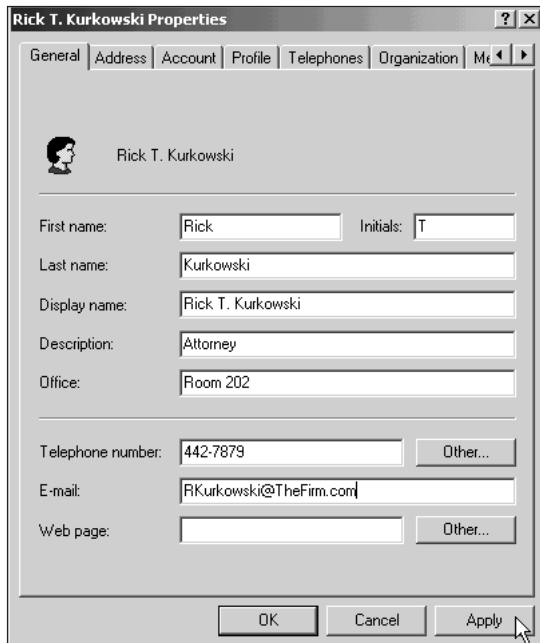 Rick T. Kurkowski Properties
General Address Account Profile Telephones Organization
Rick T. Kurkowski
First name: Rick Initials: T
Last name: Kurkowski
Display name: Rick T. Kurkowski
Description: Attorney
Office: Room 202
Telephone number: 442-7879 Other...
E-mail: RKurkowski@TheFirm.com
Web page: Other...
OK Cancel Apply